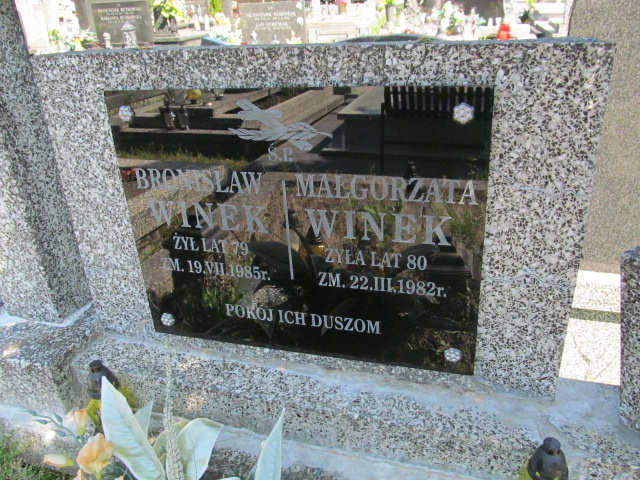 Ś.P.
BRONISŁAW
WINEK
ŻYŁ LAT 79
ZM. 19.VII.1985r.
MAŁGORZATA
WINEK
ŻYŁA LAT 80
ZM. 22.III.1982r.
POKÓJ ICH DUSZOM